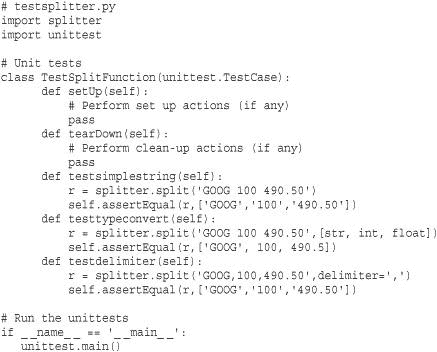 # testsplitter.py
import splitter
import unittest

# Unit tests
class TestSplitFunction(unittest.TestCase):
      def setUp(self):
          # Perform set up actions (if any)
          pass
      def tearDown(self):
          # Perform clean-up actions (if any)
          pass
      def testsimplestring(self):
          r = splitter.split('GOOG 100 490.50')
          self.assertEqual(r,['GOOG','100','490.50'])
      def testtypeconvert(self):
          r = splitter.split('GOOG 100 490.50',[str, int, float])
          self.assertEqual(r,['GOOG', 100, 490.5])
      def testdelimiter(self):
          r = splitter.split('GOOG,100,490.50',delimiter=',')
          self.assertEqual(r,['GOOG','100','490.50'])

# Run the unittests
if __name__ == '__main__':
   unittest.main()